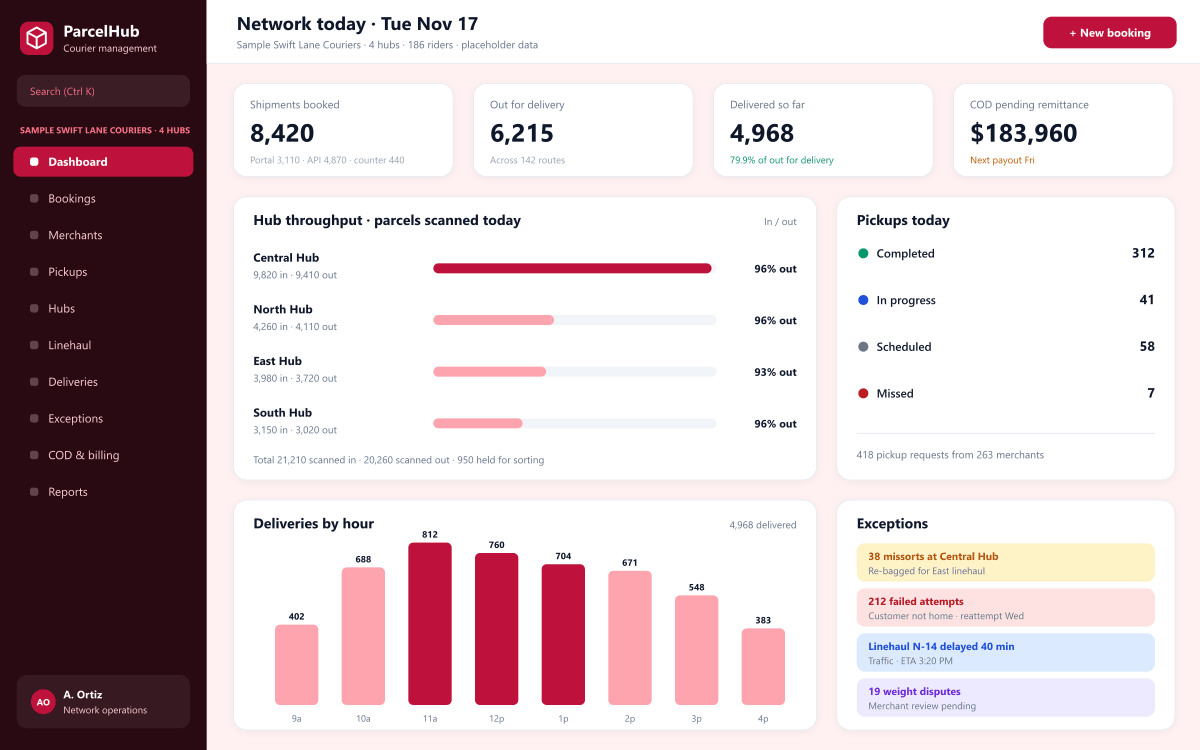 ParcelHub
Courier management
Search (Ctrl K)
SAMPLE SWIFT LANE COURIERS · 4 HUBS
Dashboard
Bookings
Merchants
Pickups
Hubs
Linehaul
Deliveries
Exceptions
COD & billing
Reports
AO
A. Ortiz
Network operations
Network today · Tue Nov 17
Sample Swift Lane Couriers · 4 hubs · 186 riders · placeholder data
+ New booking
Shipments booked
8,420
Portal 3,110 · API 4,870 · counter 440
Out for delivery
6,215
Across 142 routes
Delivered so far
4,968
79.9% of out for delivery
COD pending remittance
$183,960
Next payout Fri
Hub throughput · parcels scanned today
In / out
Central Hub
9,820 in · 9,410 out
96% out
North Hub
4,260 in · 4,110 out
96% out
East Hub
3,980 in · 3,720 out
93% out
South Hub
3,150 in · 3,020 out
96% out
Total 21,210 scanned in · 20,260 scanned out · 950 held for sorting
Pickups today
Completed 312
In progress 41
Scheduled 58
Missed 7
418 pickup requests from 263 merchants
Deliveries by hour
4,968 delivered
402 688 812 760 704 671 548 383
9a 10a 11a 12p 1p 2p 3p 4p
Exceptions
38 missorts at Central Hub
Re-bagged for East linehaul
212 failed attempts
Customer not home · reattempt Wed
Linehaul N-14 delayed 40 min
Traffic · ETA 3:20 PM
19 weight disputes
Merchant review pending